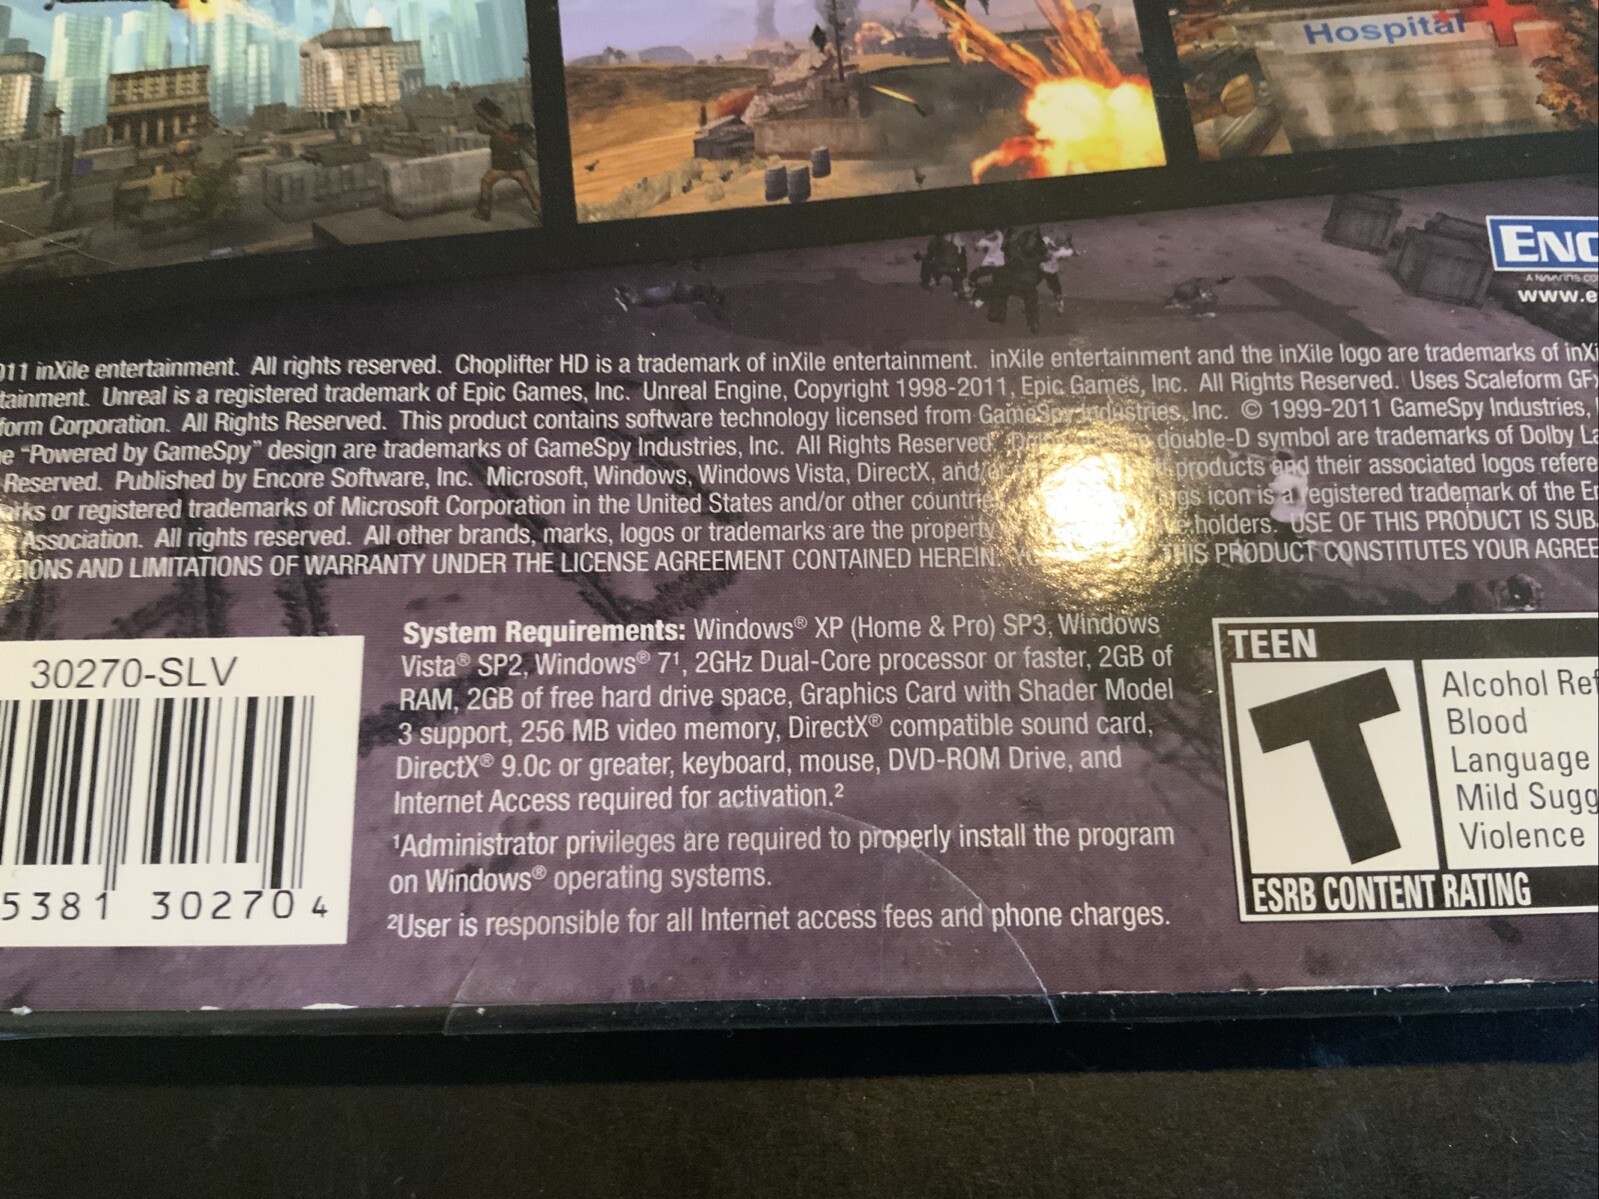 Hospital
ENC
www.e
011 inXile entertainment. All rights reserved. Choplifter HD is a trademark of inXile entertainment. inXile entertainment and the inXile logo are trademarks of inXi
tainment. Unreal is a registered trademark of Epic Games, Inc. Unreal Engine, Copyright 1998-2011, Epic Games, Inc. All Rights Reserved. Uses Scaleform GFx
form Corporation. All Rights Reserved. This product contains software technology licensed from GameSpy Industries, Inc. © 1999-2011 GameSpy Industries, I
e “Powered by GameSpy” design are trademarks of GameSpy Industries, Inc. All Rights Reserved. double-D symbol are trademarks of Dolby La
Reserved. Published by Encore Software, Inc. Microsoft, Windows, Windows Vista, DirectX, and/or products and their associated logos refere
arks or registered trademarks of Microsoft Corporation in the United States and/or other countrie gs icon is a registered trademark of the En
Association. All rights reserved. All other brands, marks, logos or trademarks are the property holders. USE OF THIS PRODUCT IS SUB
IONS AND LIMITATIONS OF WARRANTY UNDER THE LICENSE AGREEMENT CONTAINED HEREIN. THIS PRODUCT CONSTITUTES YOUR AGREE
System Requirements: Windows® XP (Home & Pro) SP3, Windows
Vista® SP2, Windows® 7¹, 2GHz Dual-Core processor or faster, 2GB of
RAM, 2GB of free hard drive space, Graphics Card with Shader Model
3 support, 256 MB video memory, DirectX® compatible sound card,
DirectX® 9.0c or greater, keyboard, mouse, DVD-ROM Drive, and
Internet Access required for activation.²
¹Administrator privileges are required to properly install the program
on Windows® operating systems.
²User is responsible for all Internet access fees and phone charges.
30270-SLV
5381 30270 4
TEEN
T
Alcohol Ref
Blood
Language
Mild Sugg
Violence
ESRB CONTENT RATING